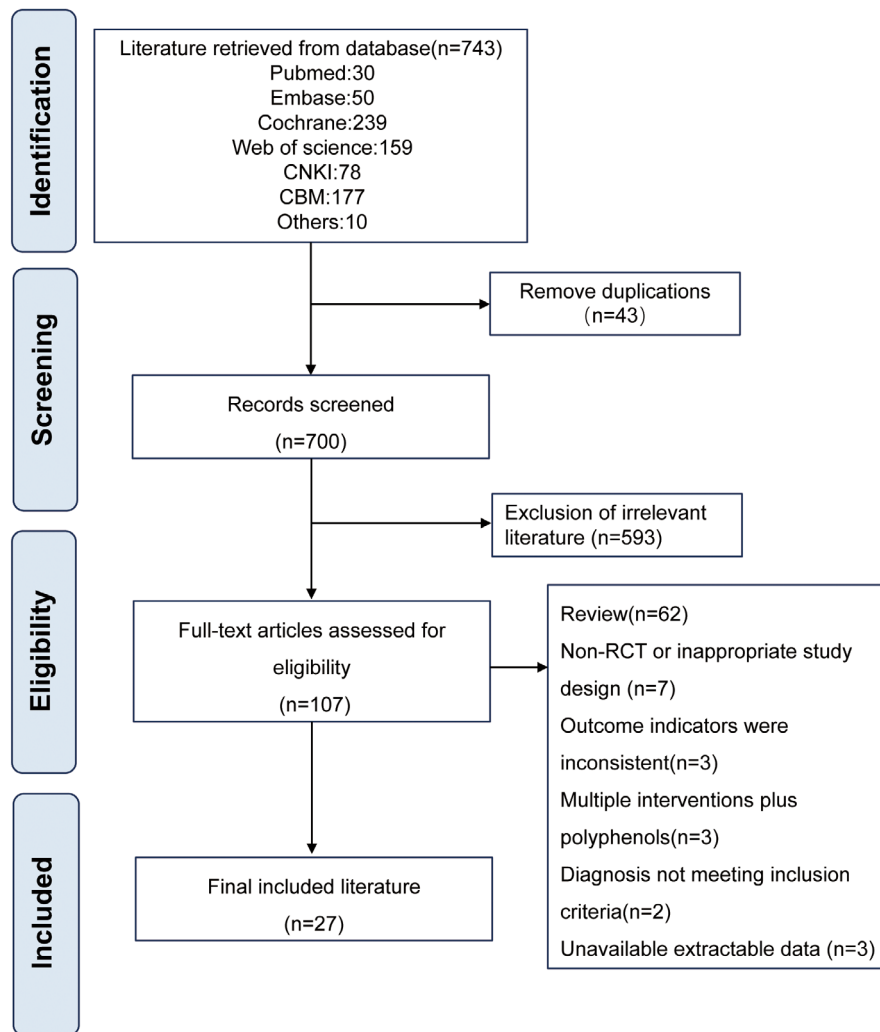 Identification
Literature retrieved from database(n=743)
Pubmed:30
Embase:50
Cochrane:239
Web of science:159
CNKI:78
CBM:177
Others:10
Screening
Remove duplications
（n=43）
Records screened
(n=700)
Exclusion of irrelevant
literature (n=593)
Eligibility
Full-text articles assessed for
eligibility
(n=107)
Review(n=62)
Non-RCT or inappropriate study
design (n=7)
Outcome indicators were
inconsistent(n=3)
Multiple interventions plus
polyphenols(n=3)
Diagnosis not meeting inclusion
criteria(n=2)
Unavailable extractable data (n=3)
Included
Final included literature
(n=27)